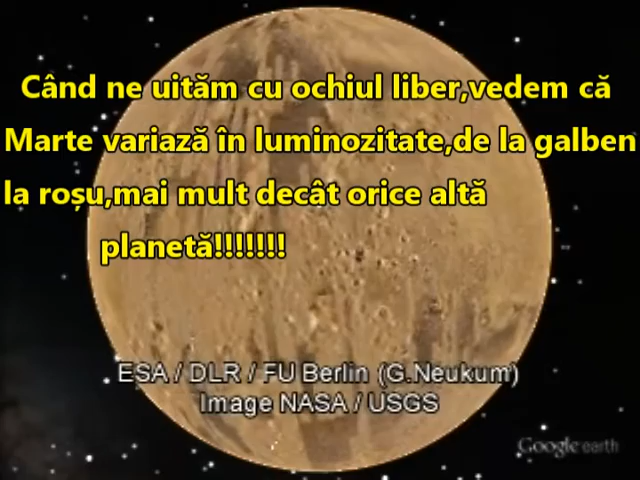 Când ne uităm cu ochiul liber,vedem că
Marte variază în luminozitate,de la galben
la roșu,mai mult decât orice altă
planetă!!!!!!!
ESA / DLR / FU Berlin (G.Neukum)
Image NASA / USGS
Google earth